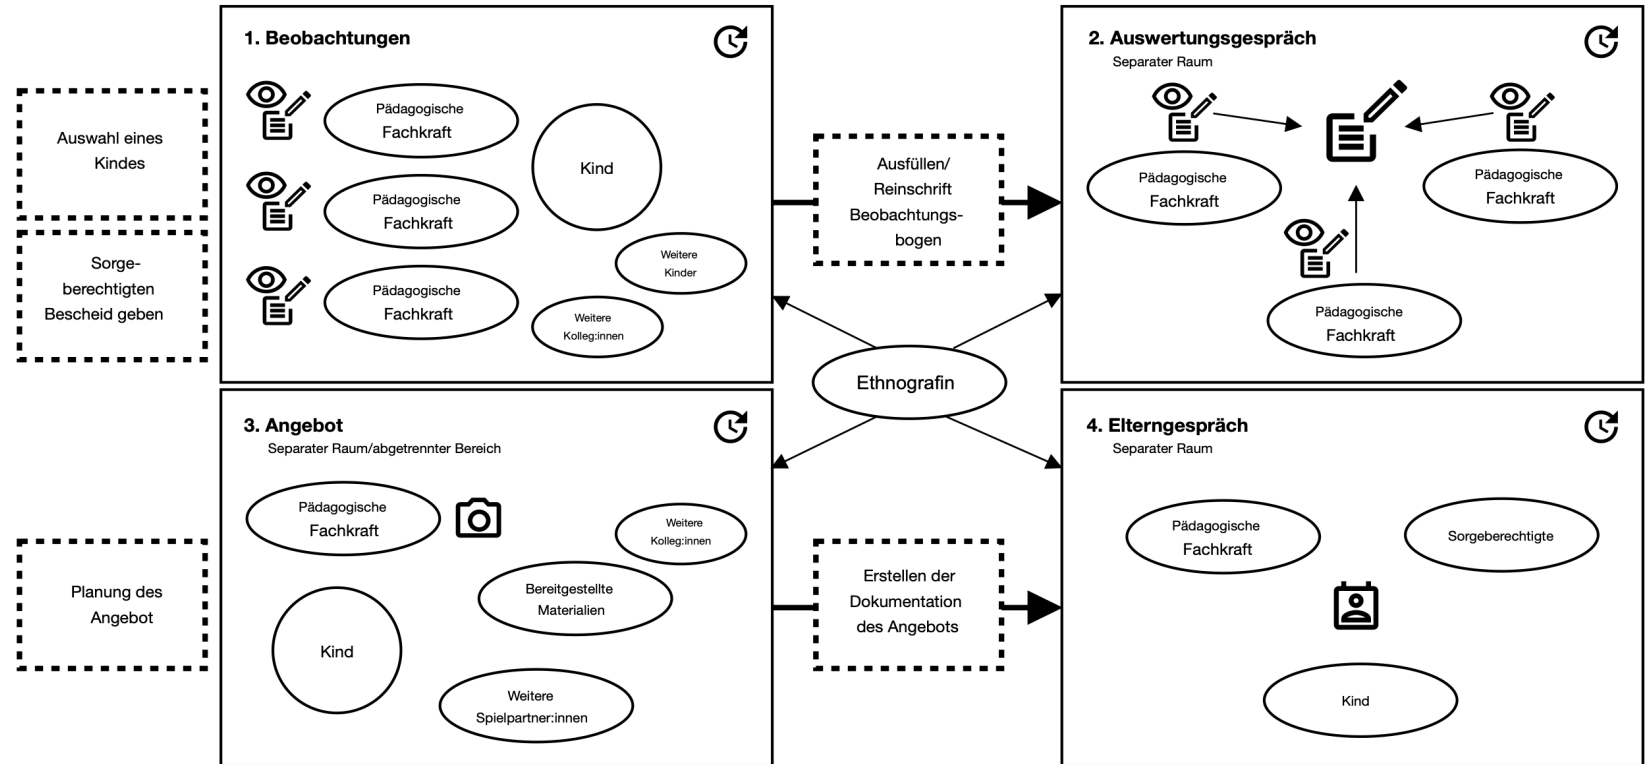 Auswahl eines
Kindes
Sorge-
berechtigten
Bescheid geben
1. Beobachtungen
Pädagogische
Fachkraft
Pädagogische
Fachkraft
Pädagogische
Fachkraft
Kind
Weitere
Kinder
Weitere
Kolleg:innen
Ausfüllen/
Reinschrift
Beobachtungs-
bogen
2. Auswertungsgespräch
Separater Raum
Pädagogische
Fachkraft
Pädagogische
Fachkraft
Pädagogische
Fachkraft
Ethnografin
Planung des
Angebot
3. Angebot
Separater Raum/abgetrennter Bereich
Pädagogische
Fachkraft
Weitere
Kolleg:innen
Bereitgestellte
Materialien
Kind
Weitere
Spielpartner:innen
Erstellen der
Dokumentation
des Angebots
4. Elterngespräch
Separater Raum
Pädagogische
Fachkraft
Sorgeberechtigte
Kind